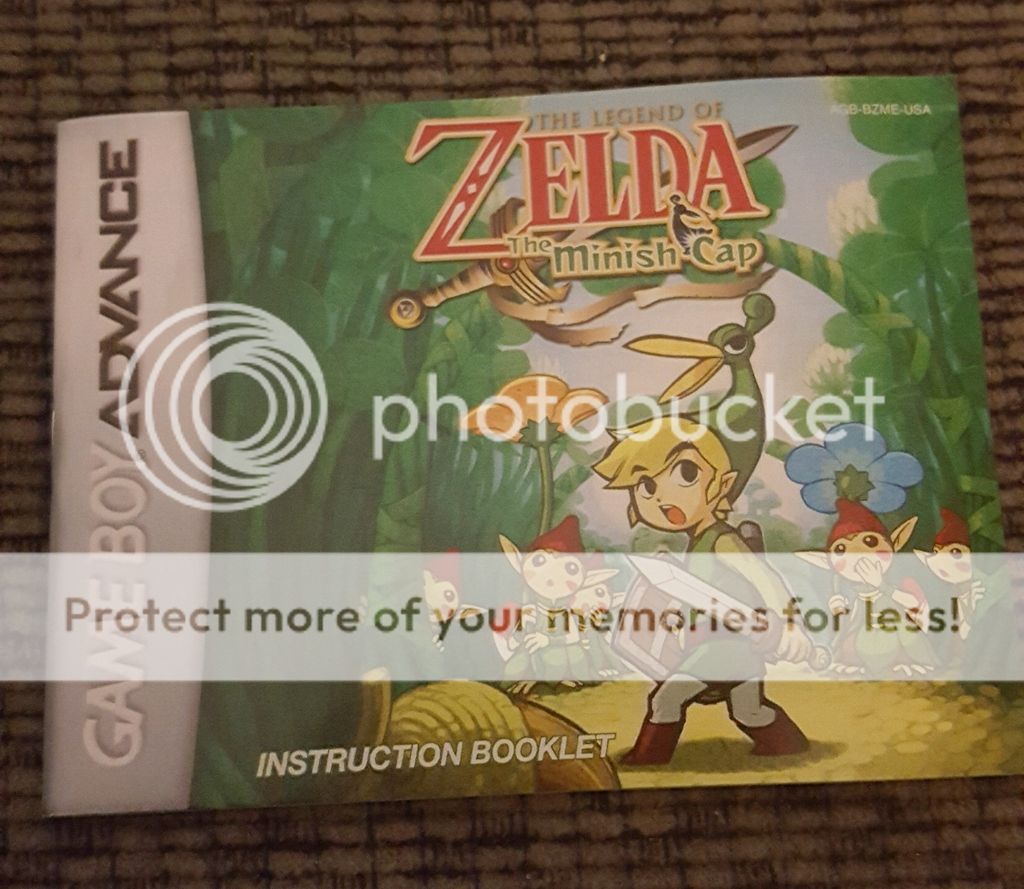 THE LEGEND OF
ZELDA
The Minish Cap
AGB-BZME-USA
GAME BOY ADVANCE
photobucket
Protect more of your memories for less!
INSTRUCTION BOOKLET